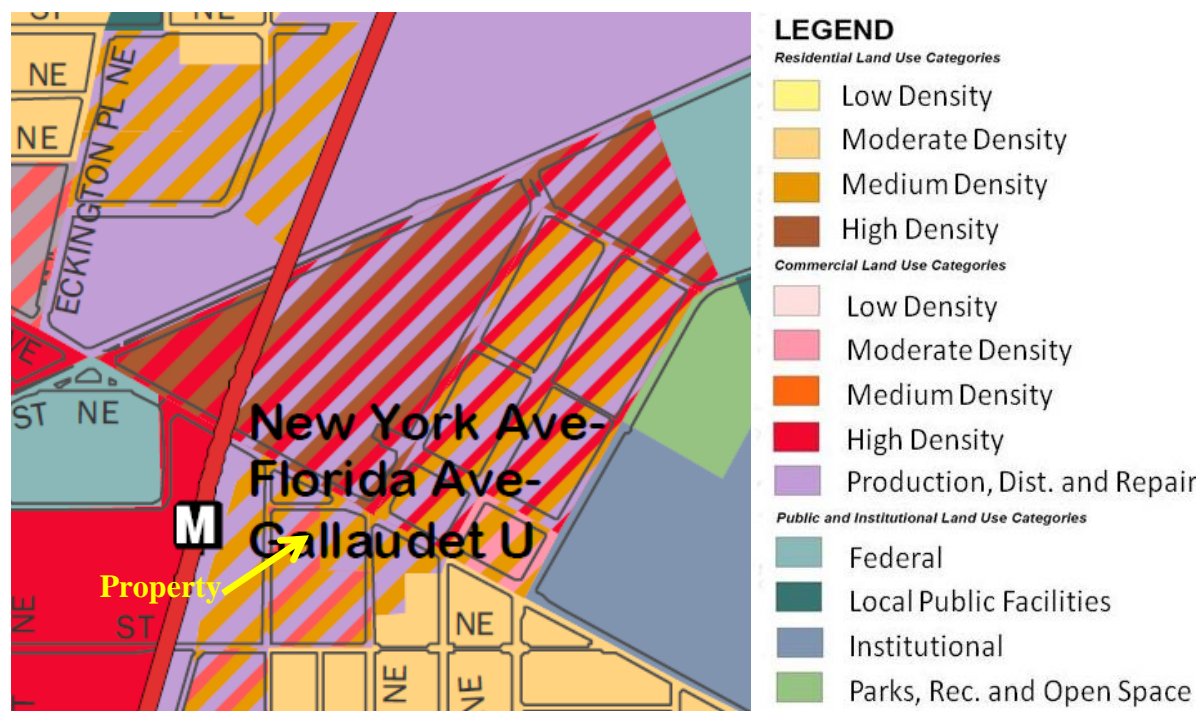 ST
NE
NE
NE
ECKINGTON PL NE
VE
ST NE
New York Ave-
Florida Ave-
Gallaudet U
M
Property
NE
ST
NE
NE
NE
ST
LEGEND
Residential Land Use Categories
Low Density
Moderate Density
Medium Density
High Density
Commercial Land Use Categories
Low Density
Moderate Density
Medium Density
High Density
Production, Dist. and Repair
Public and Institutional Land Use Categories
Federal
Local Public Facilities
Institutional
Parks, Rec. and Open Space